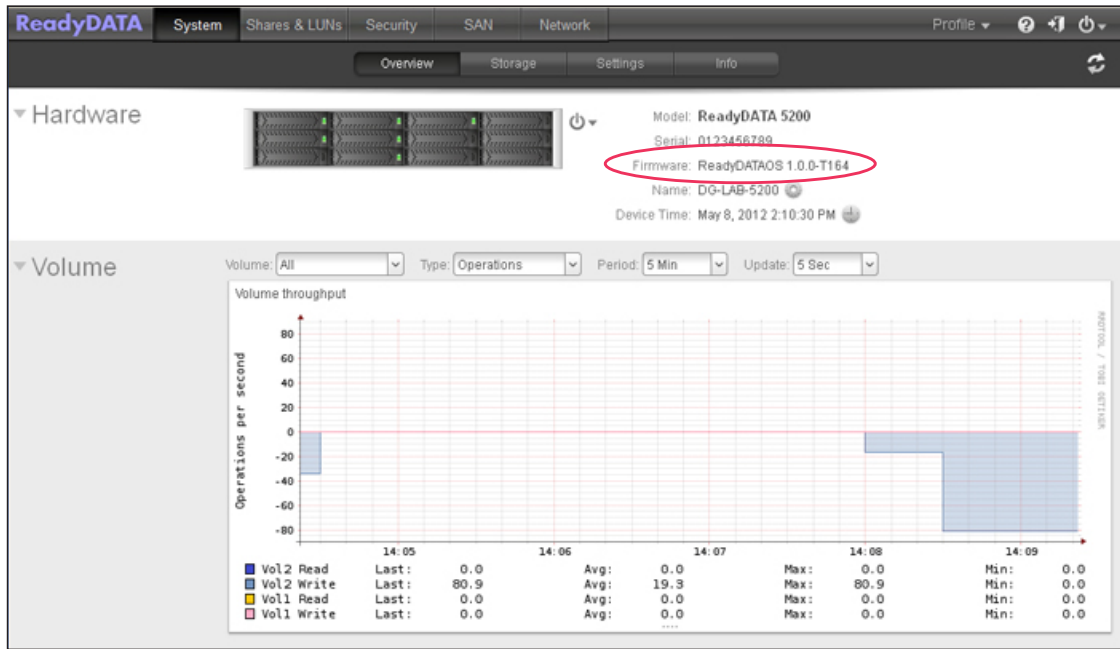 ReadyDATA System Shares & LUNs Security SAN Network Profile
Overview Storage Settings Info
Hardware
Model: ReadyDATA 5200
Serial: 0123456789
Firmware: ReadyDATAOS 1.0.0-T164
Name: DG-LAB-5200
Device Time: May 8, 2012 2:10:30 PM
Volume
Volume: All Type: Operations Period: 5 Min Update: 5 Sec
Volume throughput
Operations per second
80
60
40
20
0
-20
-40
-60
-80
14:05 14:06 14:07 14:08 14:09
RRDTOOL / TOBI OETIKER
Vol2 Read Last: 0.0 Avg: 0.0 Max: 0.0 Min: 0.0
Vol2 Write Last: 80.9 Avg: 19.3 Max: 80.9 Min: 0.0
Vol1 Read Last: 0.0 Avg: 0.0 Max: 0.0 Min: 0.0
Vol1 Write Last: 0.0 Avg: 0.0 Max: 0.0 Min: 0.0